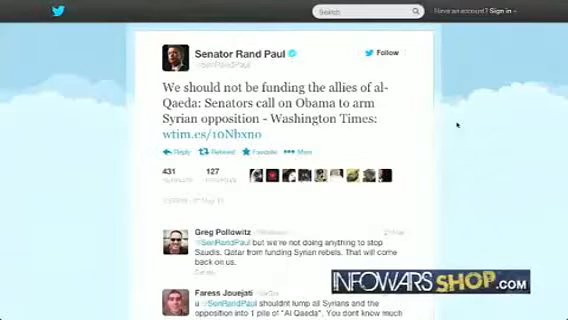 Search
Have an account? Sign in
Senator Rand Paul
@SenRandPaul
Follow
We should not be funding the allies of al-
Qaeda: Senators call on Obama to arm
Syrian opposition - Washington Times:
wtim.es/10Nbxno
Reply Retweet Favorite More
431
127
Greg Pollowitz
@SenRandPaul but we're not doing anything to stop
Saudis, Qatar from funding Syrian rebels. That will come
back on us.
Faress Jouejati
u @SenRandPaul shouldnt lump all Syrians and the
opposition into 1 pile of "Al Qaeda". You dont know much
INFOWARSSHOP.COM